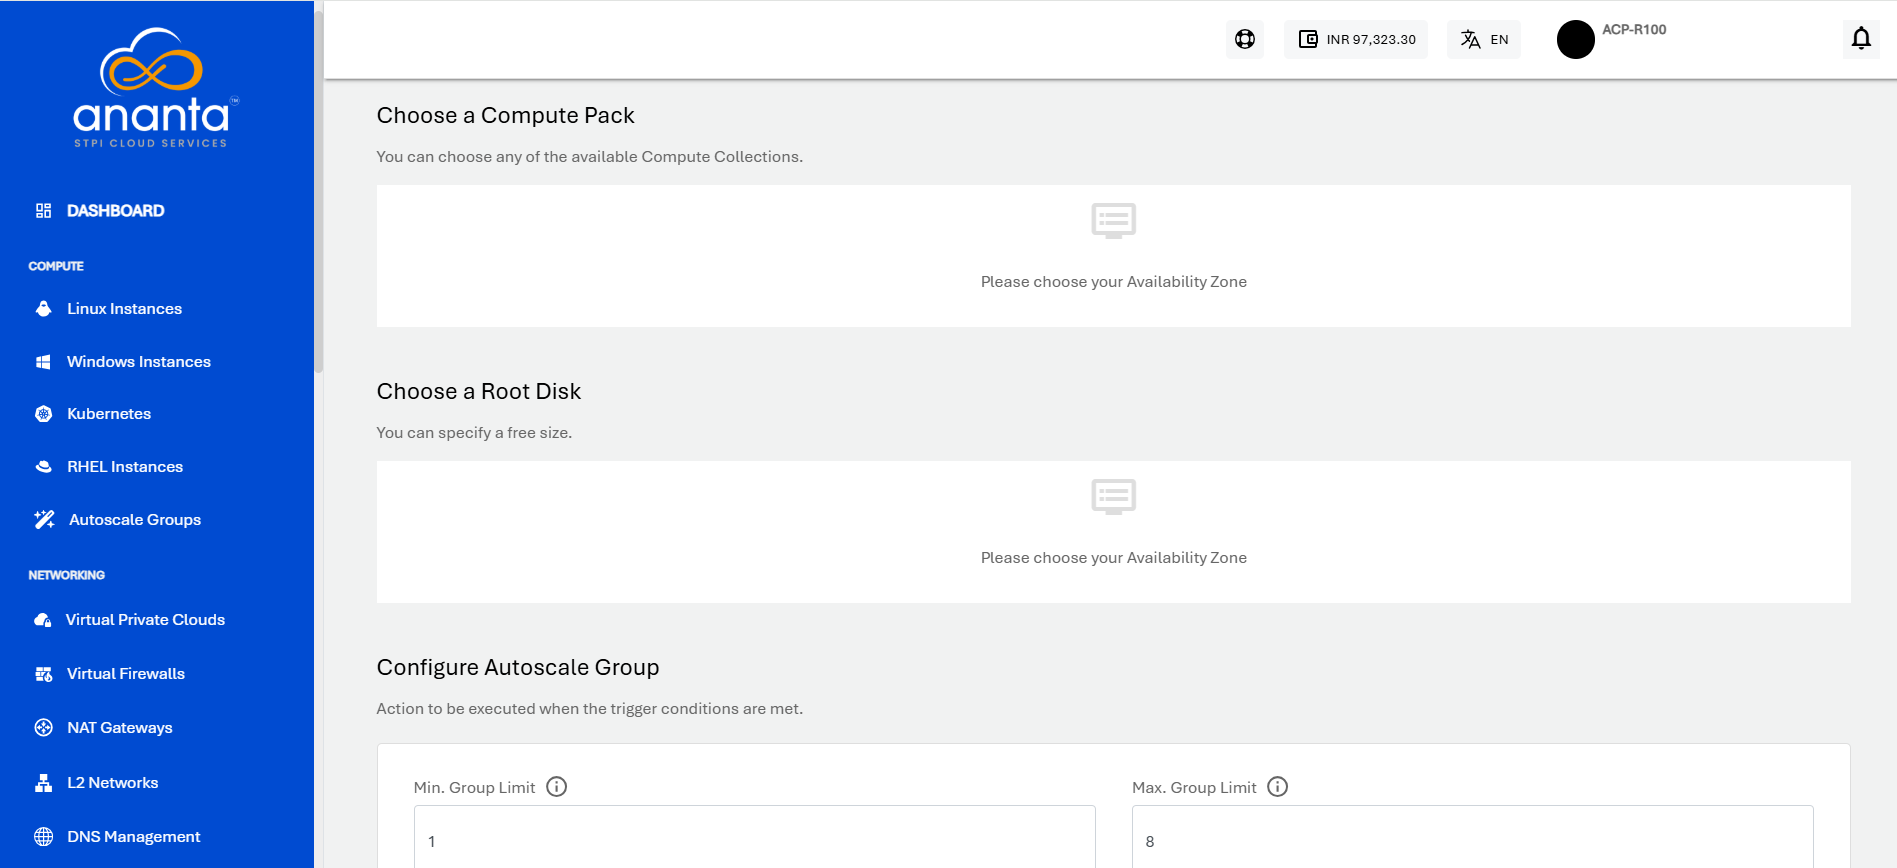 ananta
TM
STPI CLOUD SERVICES
DASHBOARD
COMPUTE
Linux Instances
Windows Instances
Kubernetes
RHEL Instances
Autoscale Groups
NETWORKING
Virtual Private Clouds
Virtual Firewalls
NAT Gateways
L2 Networks
DNS Management
INR 97,323.30
EN
ACP-R100
Choose a Compute Pack
You can choose any of the available Compute Collections.
Please choose your Availability Zone
Choose a Root Disk
You can specify a free size.
Please choose your Availability Zone
Configure Autoscale Group
Action to be executed when the trigger conditions are met.
Min. Group Limit
1
Max. Group Limit
8